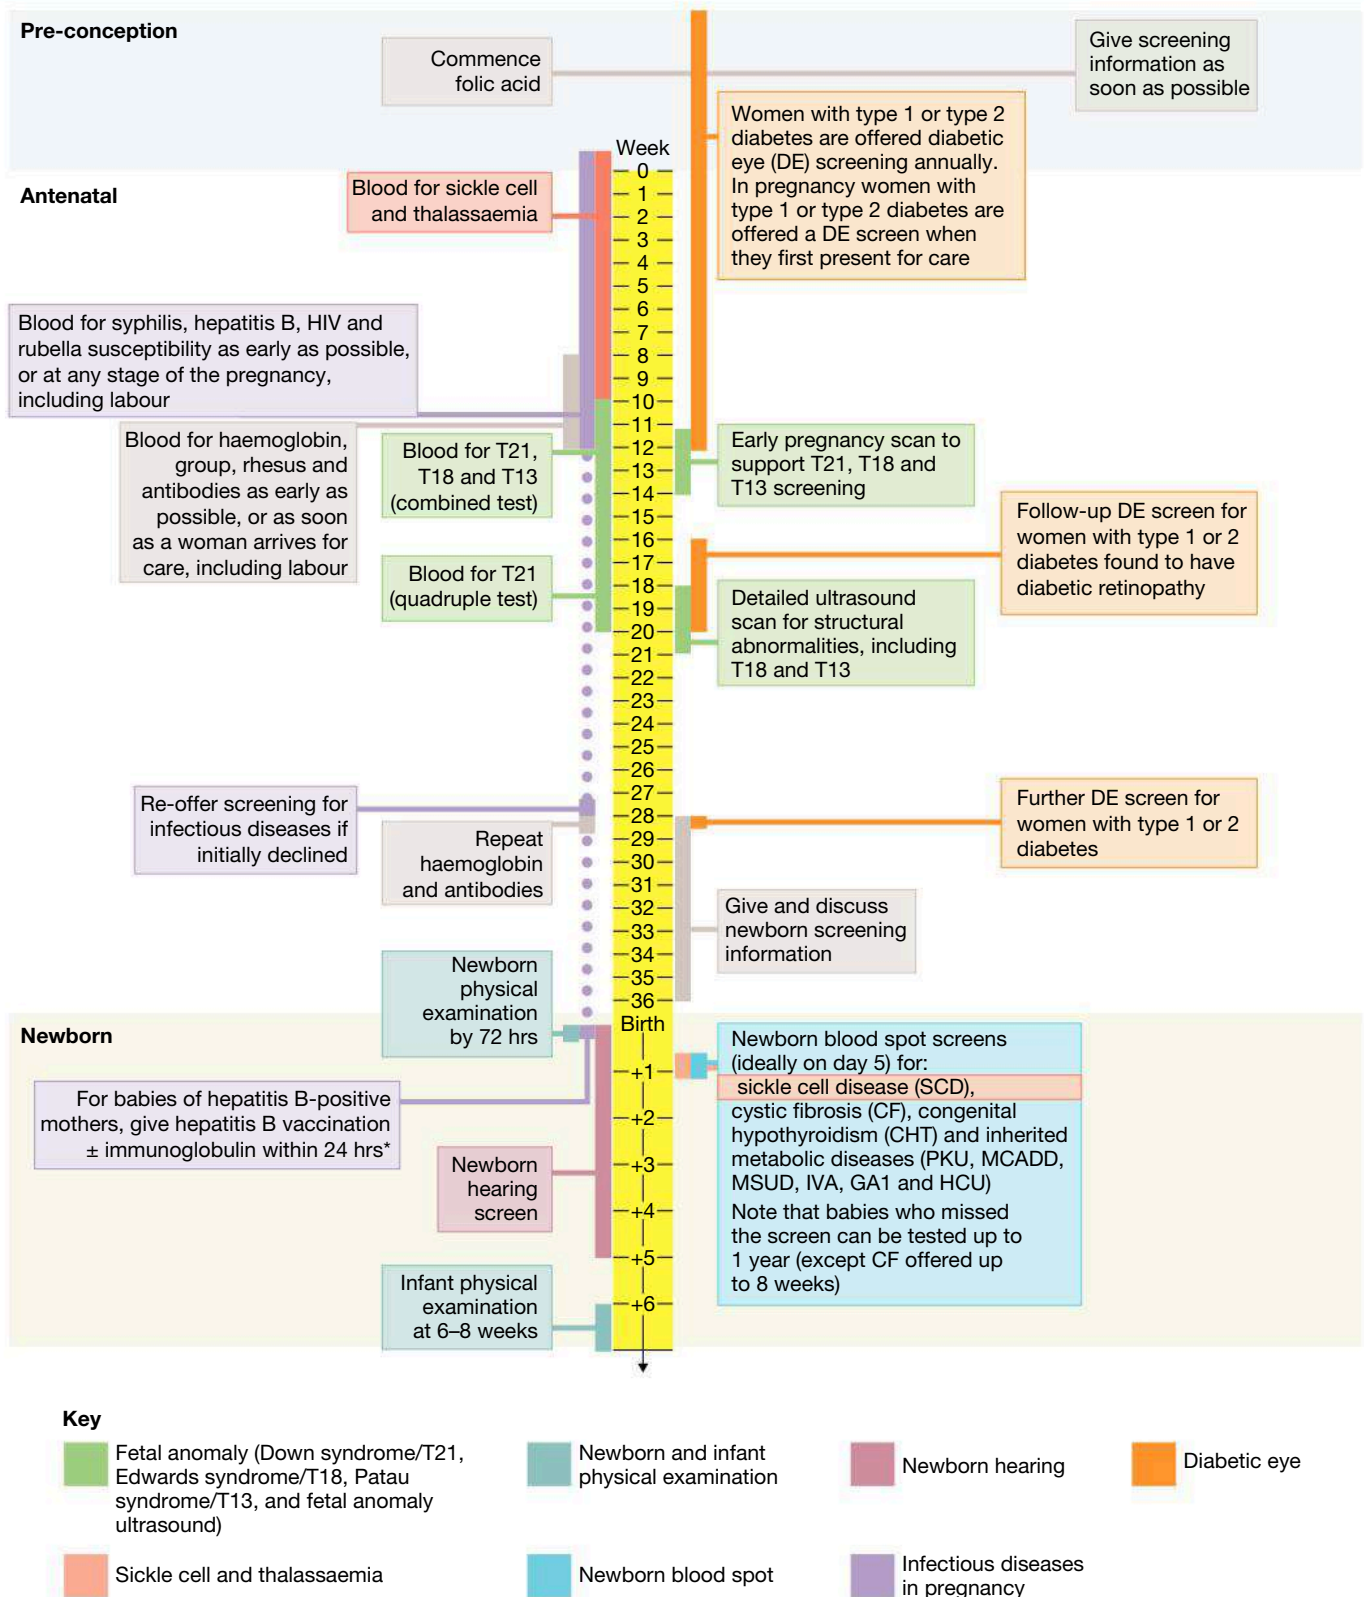 Pre-conception
Commence
folic acid
Give screening
information as
soon as possible
Women with type 1 or type 2
diabetes are offered diabetic
eye (DE) screening annually.
In pregnancy women with
type 1 or type 2 diabetes are
offered a DE screen when
they first present for care
Week
0
1
2
3
4
5
6
7
8
9
10
11
12
13
14
15
16
17
18
19
20
21
22
23
24
25
26
27
28
29
30
31
32
33
34
35
36
Birth
+1
+2
+3
+4
+5
+6
Antenatal
Blood for sickle cell
and thalassaemia
Blood for syphilis, hepatitis B, HIV and
rubella susceptibility as early as possible,
or at any stage of the pregnancy,
including labour
Blood for haemoglobin,
group, rhesus and
antibodies as early as
possible, or as soon
as a woman arrives for
care, including labour
Blood for T21,
T18 and T13
(combined test)
Early pregnancy scan to
support T21, T18 and
T13 screening
Follow-up DE screen for
women with type 1 or 2
diabetes found to have
diabetic retinopathy
Blood for T21
(quadruple test)
Detailed ultrasound
scan for structural
abnormalities, including
T18 and T13
Re-offer screening for
infectious diseases if
initially declined
Repeat
haemoglobin
and antibodies
Further DE screen for
women with type 1 or 2
diabetes
Give and discuss
newborn screening
information
Newborn
physical
examination
by 72 hrs
Newborn
For babies of hepatitis B-positive
mothers, give hepatitis B vaccination
± immunoglobulin within 24 hrs*
Newborn
hearing
screen
Infant physical
examination
at 6–8 weeks
Newborn blood spot screens
(ideally on day 5) for:
sickle cell disease (SCD),
cystic fibrosis (CF), congenital
hypothyroidism (CHT) and inherited
metabolic diseases (PKU, MCADD,
MSUD, IVA, GA1 and HCU)
Note that babies who missed
the screen can be tested up to
1 year (except CF offered up
to 8 weeks)
Key
Fetal anomaly (Down syndrome/T21,
Edwards syndrome/T18, Patau
syndrome/T13, and fetal anomaly
ultrasound)
Newborn and infant
physical examination
Newborn hearing
Diabetic eye
Sickle cell and thalassaemia
Newborn blood spot
Infectious diseases
in pregnancy